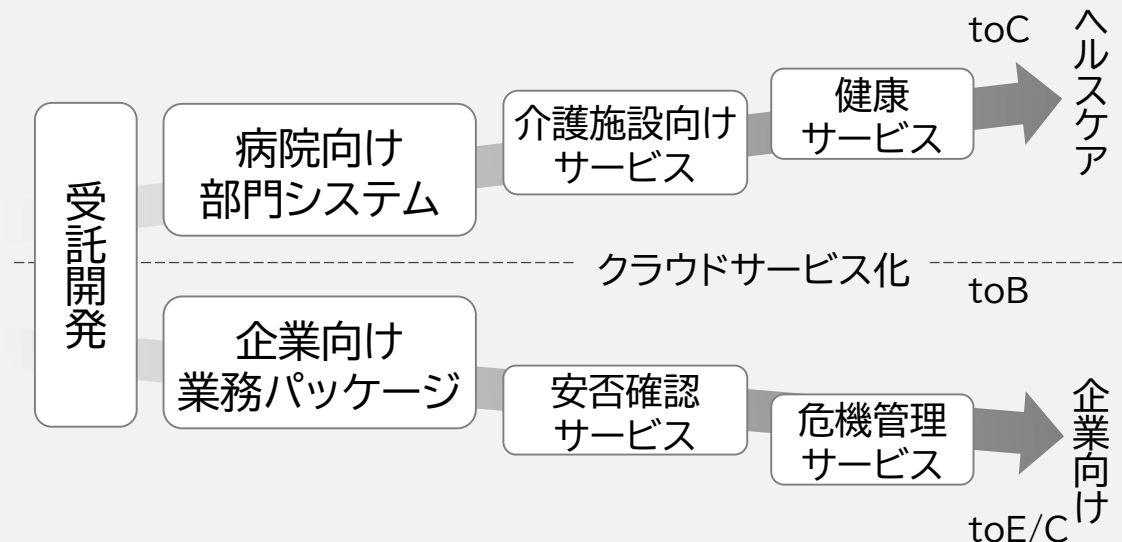 受託開発
病院向け
部門システム
介護施設向け
サービス
健康
サービス
toC
ヘルスケア
クラウドサービス化
toB
企業向け
業務パッケージ
安否確認
サービス
危機管理
サービス
企業向け
toE/C